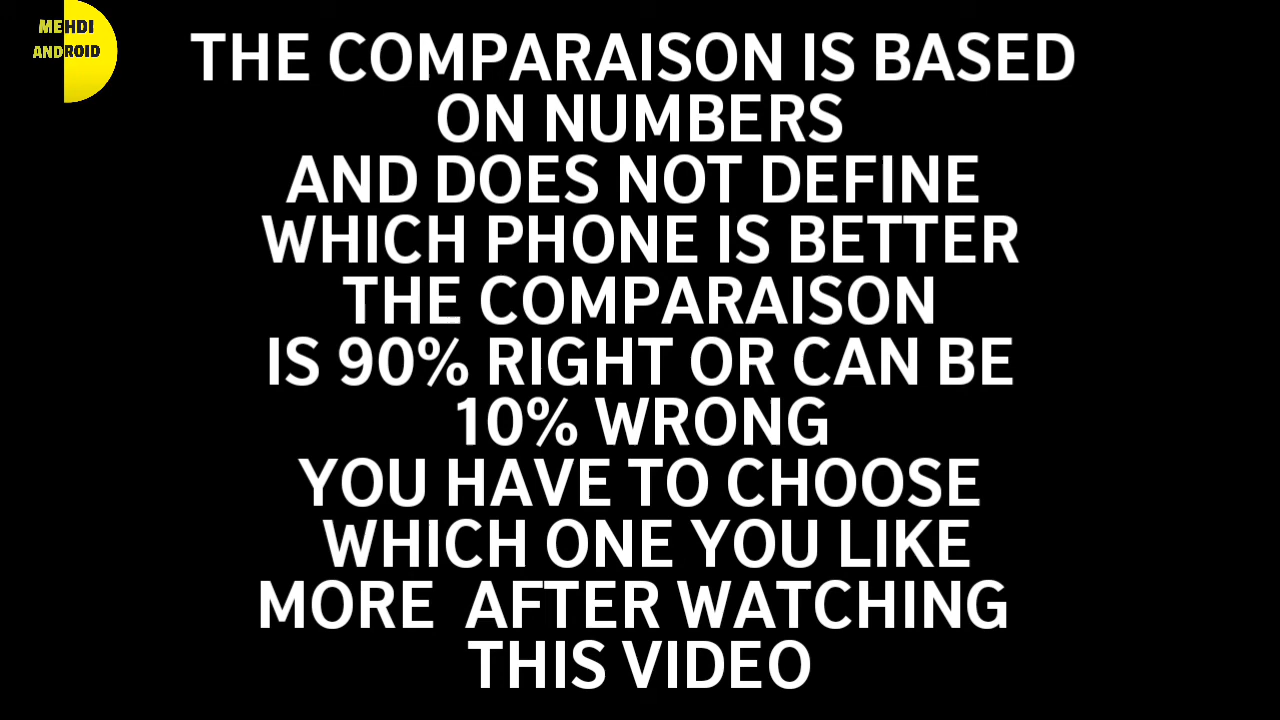 MEHDI
ANDROID
THE COMPARAISON IS BASED
ON NUMBERS
AND DOES NOT DEFINE
WHICH PHONE IS BETTER
THE COMPARAISON
IS 90% RIGHT OR CAN BE
10% WRONG
YOU HAVE TO CHOOSE
WHICH ONE YOU LIKE
MORE  AFTER WATCHING
THIS VIDEO